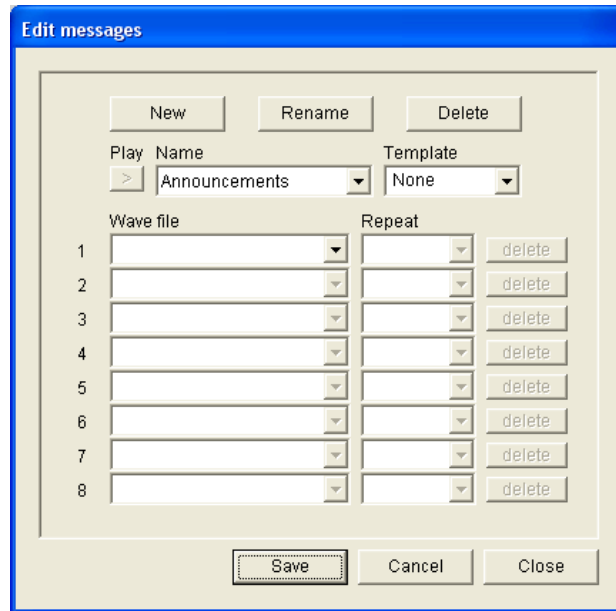 Edit messages
New Rename Delete
Play Name Template
> Announcements None
Wave file Repeat
1 delete
2 delete
3 delete
4 delete
5 delete
6 delete
7 delete
8 delete
Save Cancel Close